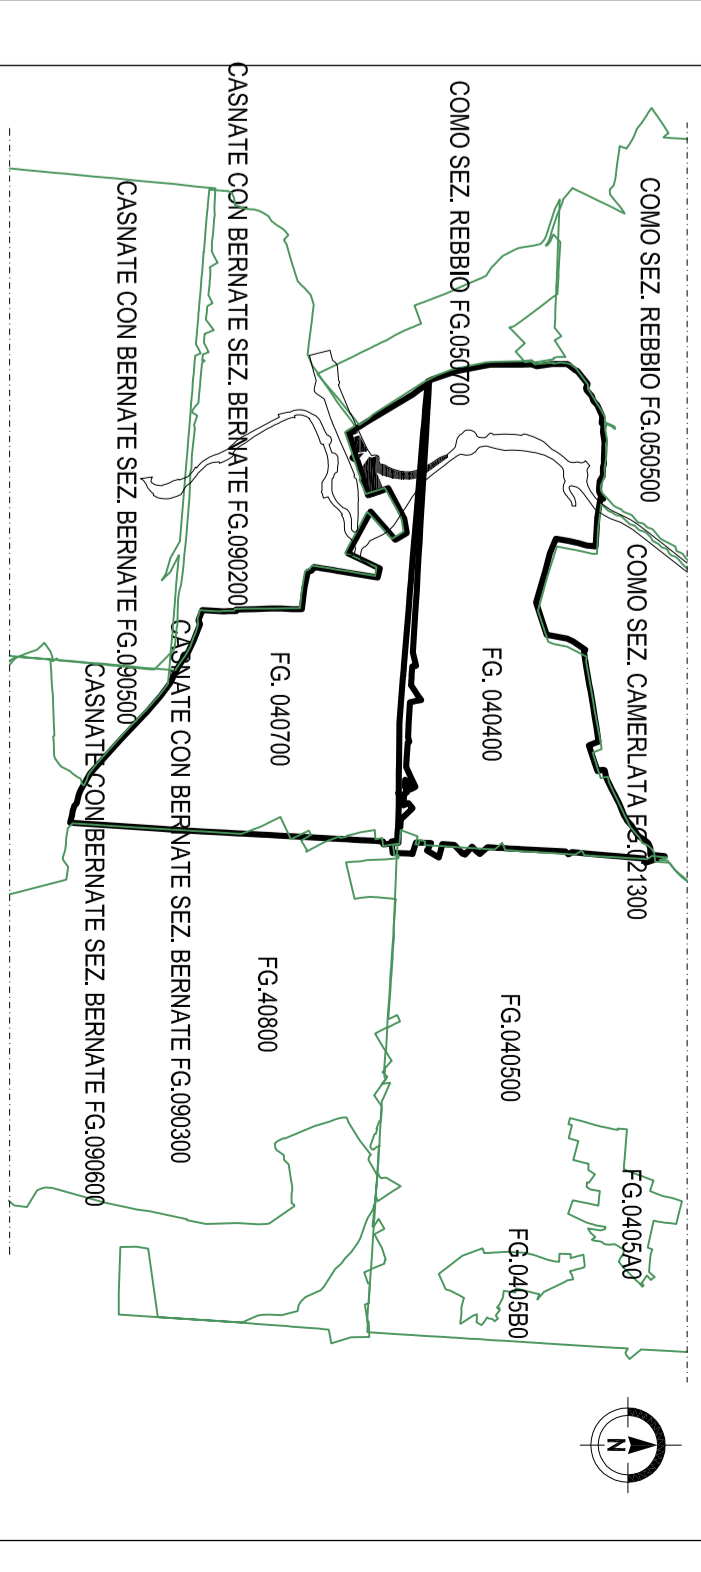 COMO SEZ. REBBIO FG.050500
COMO SEZ. CAMERLATA FG.021300
FG.0405A0
COMO SEZ. REBBIO FG.050700
FG. 040400
FG.040500
FG.0405B0
CASNATE CON BERNATE SEZ. BERNATE FG.090200
FG. 040700
FG.40800
CASNATE CON BERNATE SEZ. BERNATE FG.090300
CASNATE CON BERNATE SEZ. BERNATE FG.090500
CASNATE CON BERNATE SEZ. BERNATE FG.090600
N